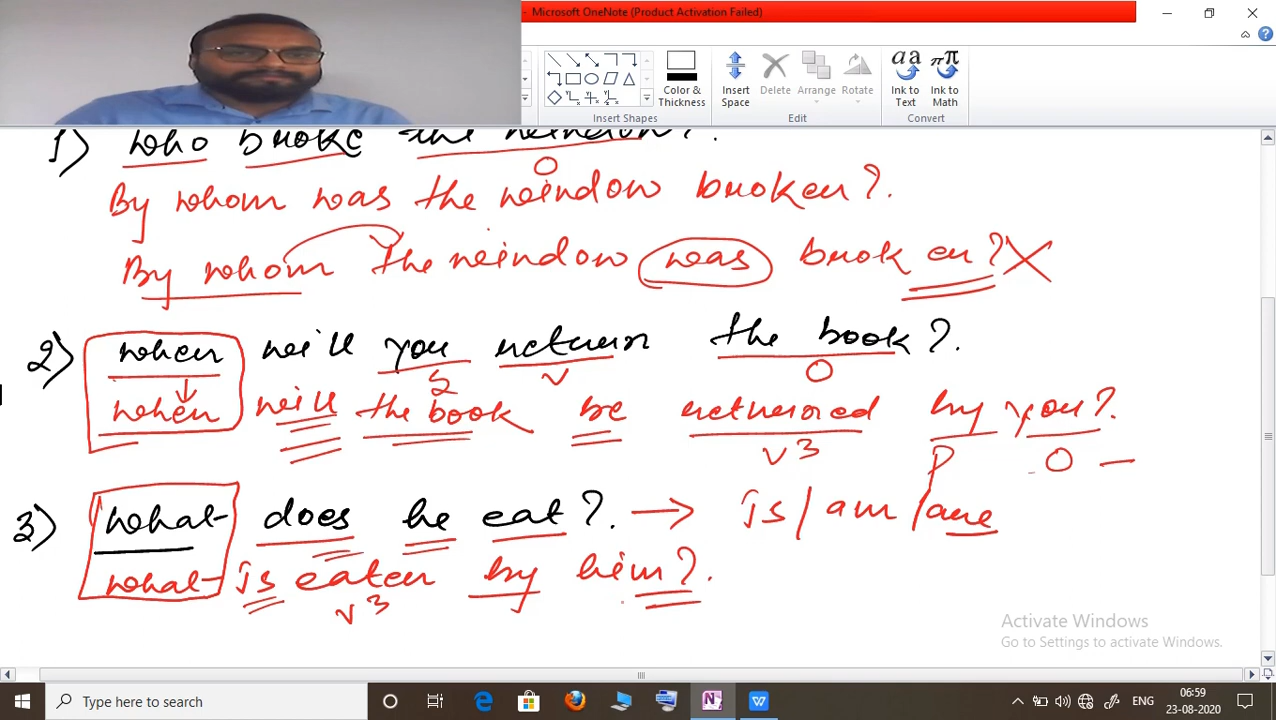 Microsoft OneNote (Product Activation Failed)
Color & Thickness
Insert Space
Delete
Arrange
Rotate
Ink to Text
Ink to Math
Insert Shapes
Edit
Convert
1) who broke the window?
O
By whom was the window broken?
By whom the window was broken? X
2) when will you return the book?
S V O
when will the book be returned by you?
V3 P O —
3) what does he eat? → is/am/are
what is eaten by him?
V3
Activate Windows
Go to Settings to activate Windows.
Type here to search
ENG
06:59
23-08-2020